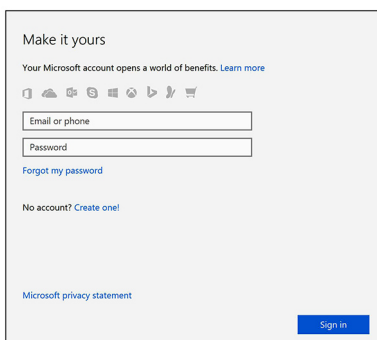 Make it yours
Your Microsoft account opens a world of benefits. Learn more
Email or phone
Password
Forgot my password
No account? Create one!
Microsoft privacy statement
Sign in